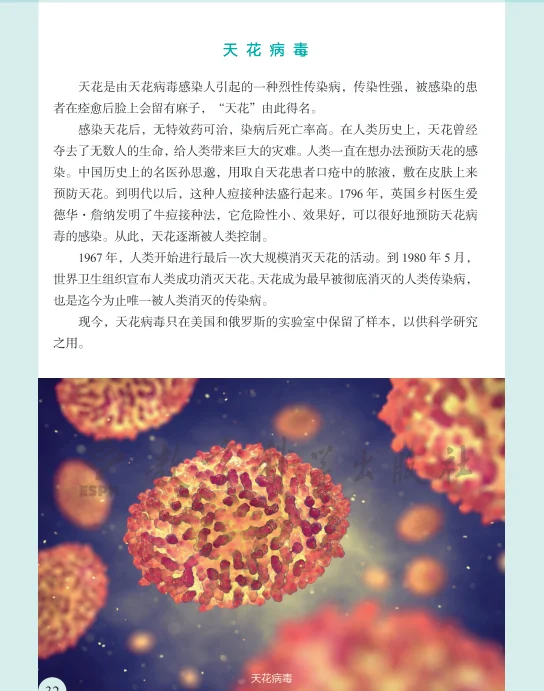 天花病毒
天花是由天花病毒感染人引起的一种烈性传染病，传染性强，被感染的患
者在痊愈后脸上会留有麻子，“天花”由此得名。
感染天花后，无特效药可治，染病后死亡率高。在人类历史上，天花曾经
夺去了无数人的生命，给人类带来巨大的灾难。人类一直在想办法预防天花的感
染。中国历史上的名医孙思邈，用取自天花患者口疮中的脓液，敷在皮肤上来
预防天花。到明代以后，这种人痘接种法盛行起来。1796 年，英国乡村医生爱
德华·詹纳发明了牛痘接种法，它危险性小、效果好，可以很好地预防天花病
毒的感染。从此，天花逐渐被人类控制。
1967 年，人类开始进行最后一次大规模消灭天花的活动。到 1980 年 5 月，
世界卫生组织宣布人类成功消灭天花。天花成为最早被彻底消灭的人类传染病，
也是迄今为止唯一被人类消灭的传染病。
现今，天花病毒只在美国和俄罗斯的实验室中保留了样本，以供科学研究
之用。
天花病毒
32